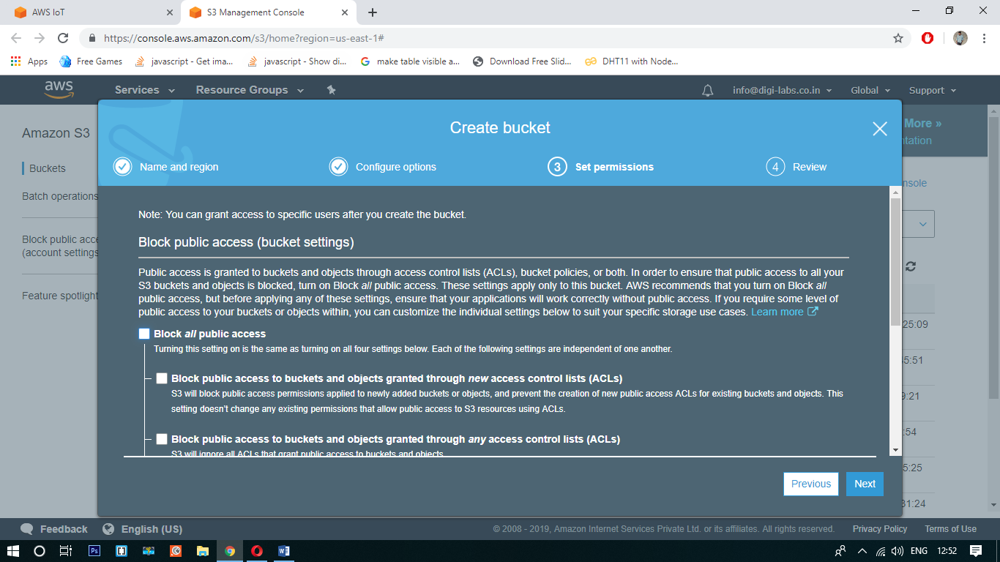 AWS IoT
S3 Management Console
https://console.aws.amazon.com/s3/home?region=us-east-1#
Apps
Free Games
javascript - Get ima...
javascript - Show di...
make table visible a...
Download Free Slid...
DHT11 with Node...
aws
Services
Resource Groups
info@digi-labs.co.in
Global
Support
Amazon S3
Buckets
Batch operations
Block public acce
(account settings
Feature spotlight
More »
ntation
nsole
Create bucket
Name and region
Configure options
3 Set permissions
4 Review
Note: You can grant access to specific users after you create the bucket.
Block public access (bucket settings)
Public access is granted to buckets and objects through access control lists (ACLs), bucket policies, or both. In order to ensure that public access to all your
S3 buckets and objects is blocked, turn on Block all public access. These settings apply only to this bucket. AWS recommends that you turn on Block all
public access, but before applying any of these settings, ensure that your applications will work correctly without public access. If you require some level of
public access to your buckets or objects within, you can customize the individual settings below to suit your specific storage use cases. Learn more
Block all public access
Turning this setting on is the same as turning on all four settings below. Each of the following settings are independent of one another.
Block public access to buckets and objects granted through new access control lists (ACLs)
S3 will block public access permissions applied to newly added buckets or objects, and prevent the creation of new public access ACLs for existing buckets and objects. This
setting doesn't change any existing permissions that allow public access to S3 resources using ACLs.
Block public access to buckets and objects granted through any access control lists (ACLs)
S3 will ignore all ACLs that grant public access to buckets and objects.
:25:09
45:51
9:21
:54
5:25
31:24
Previous
Next
Feedback
English (US)
© 2008 - 2019, Amazon Internet Services Private Ltd. or its affiliates. All rights reserved.
Privacy Policy
Terms of Use
Ps
ENG
12:52